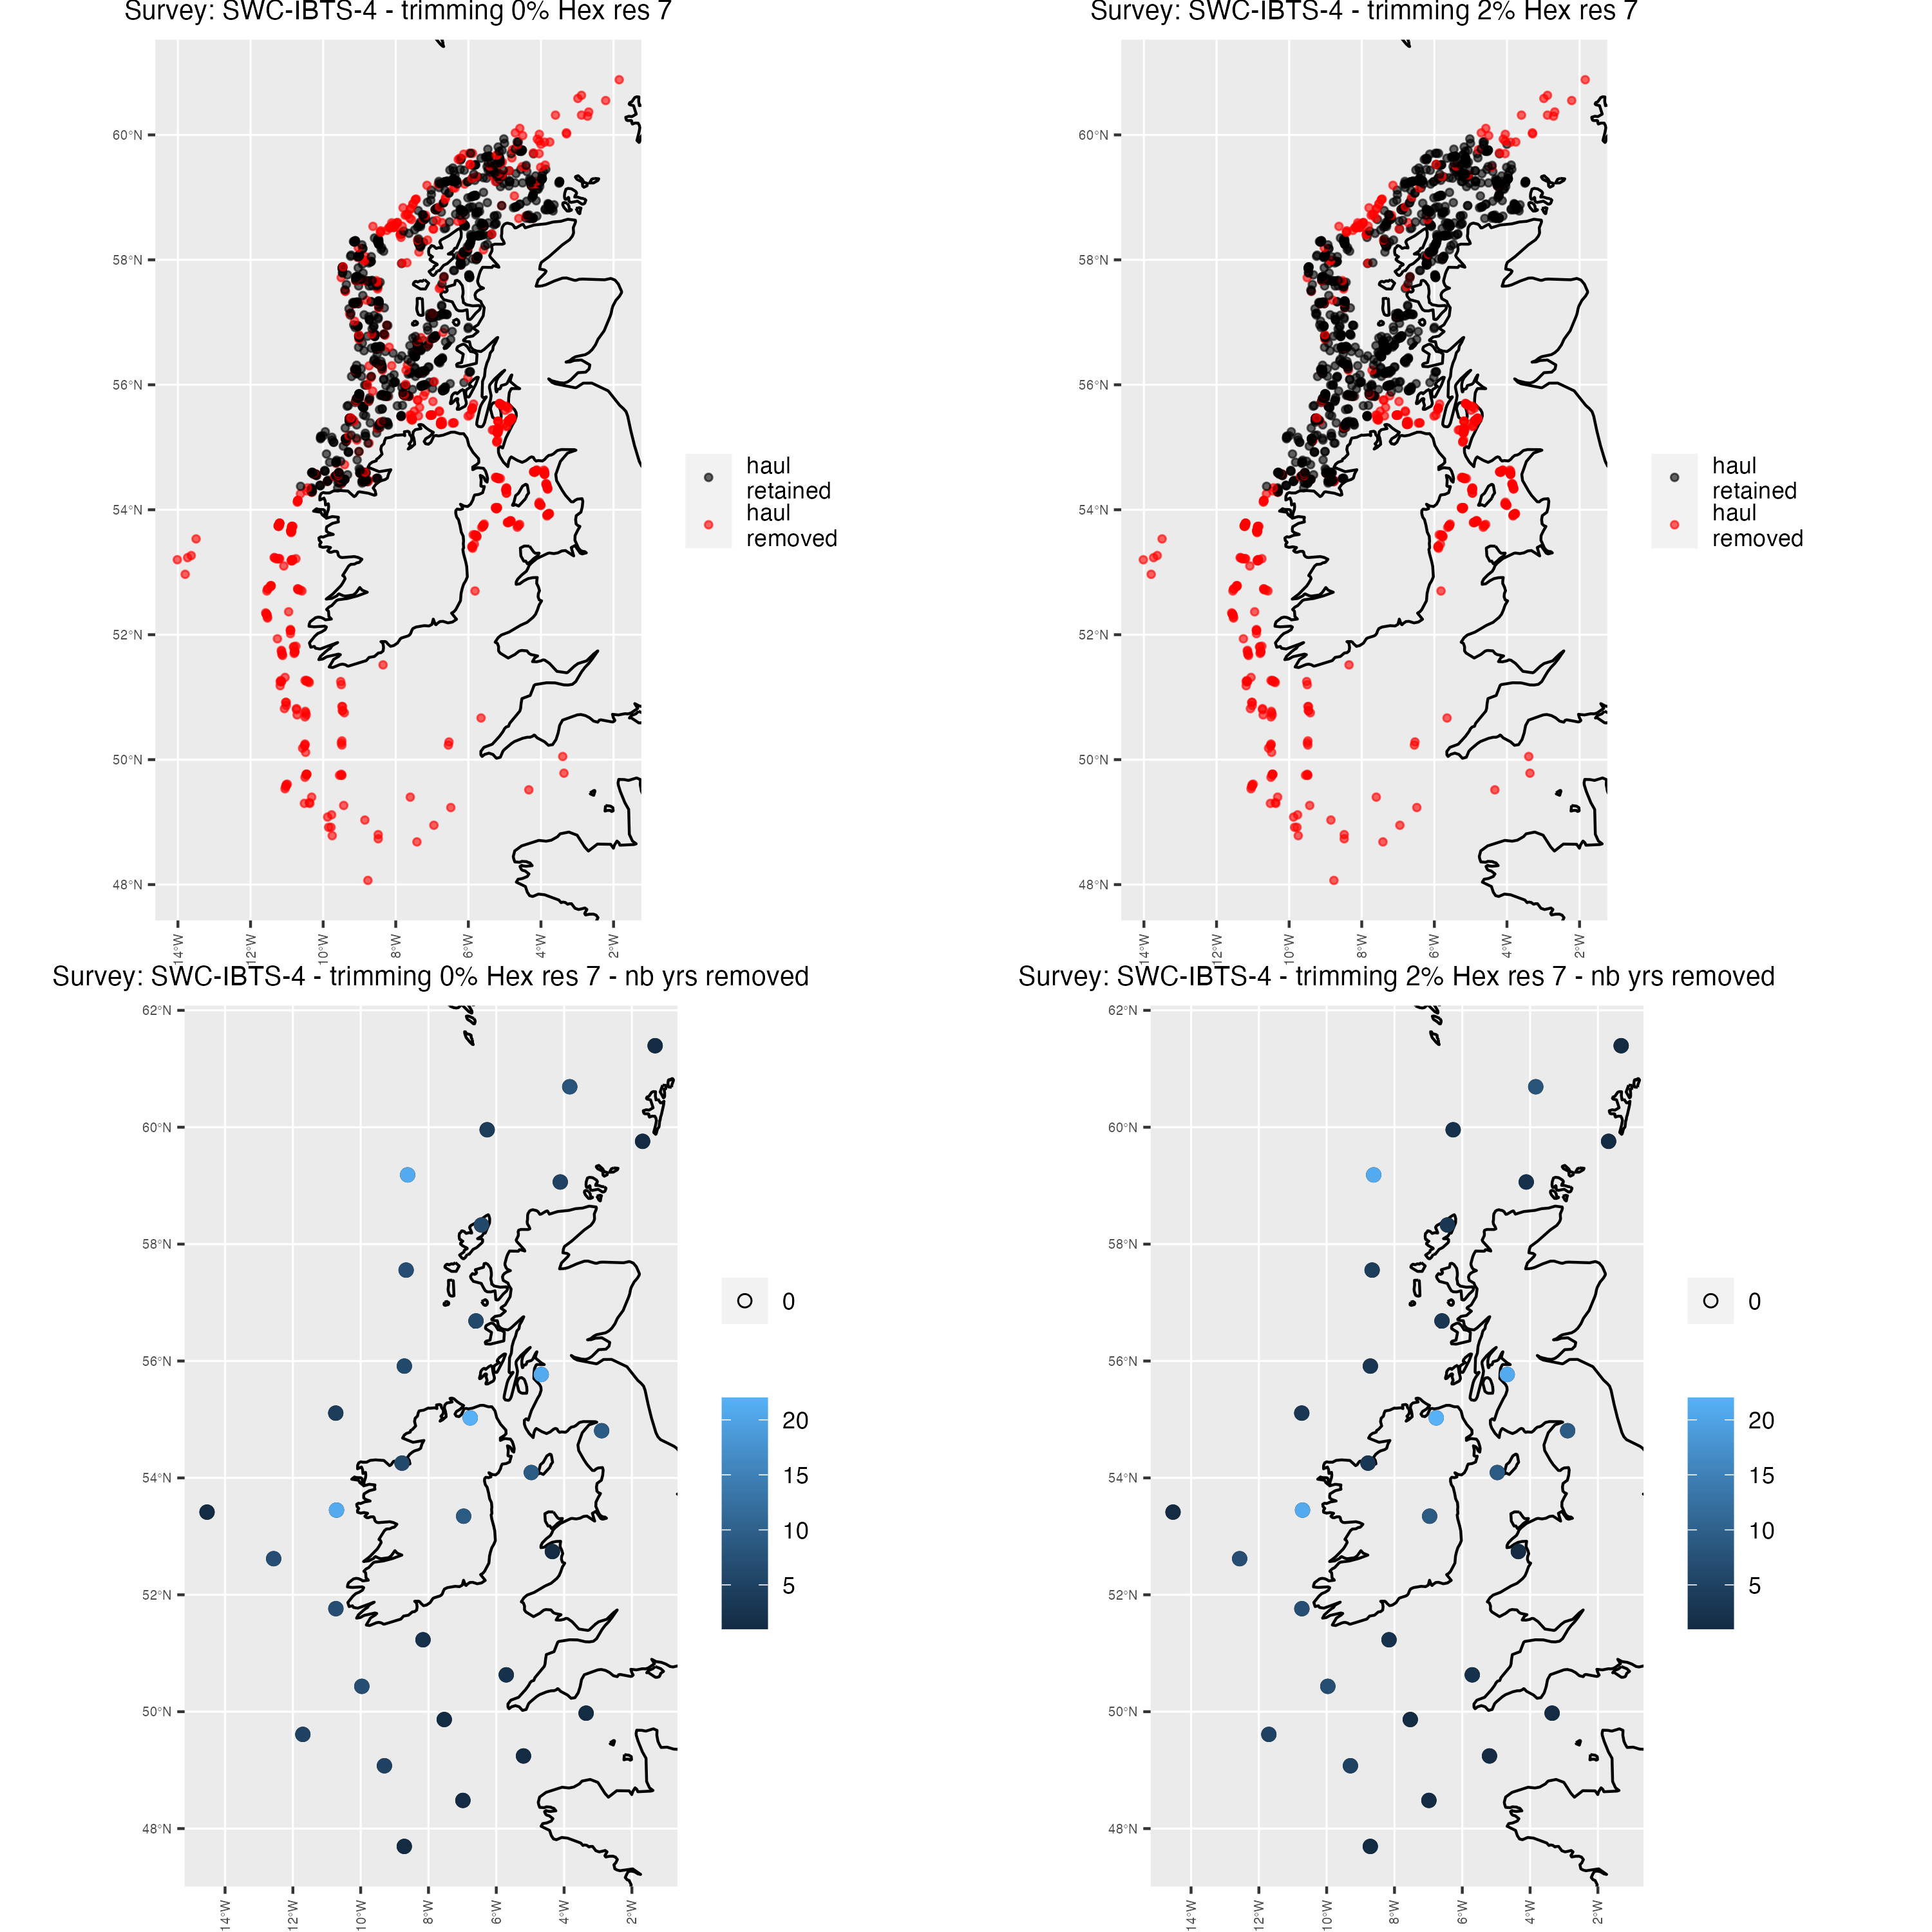 Survey: SWC-IBTS-4 - trimming 0% Hex res 7
60°N
58°N
56°N
54°N
52°N
50°N
48°N
14°W
12°W
10°W
8°W
6°W
4°W
2°W
haul
retained
haul
removed
Survey: SWC-IBTS-4 - trimming 2% Hex res 7
60°N
58°N
56°N
54°N
52°N
50°N
48°N
14°W
12°W
10°W
8°W
6°W
4°W
2°W
haul
retained
haul
removed
Survey: SWC-IBTS-4 - trimming 0% Hex res 7 - nb yrs removed
62°N
60°N
58°N
56°N
54°N
52°N
50°N
48°N
14°W
12°W
10°W
8°W
6°W
4°W
2°W
0
20
15
10
5
Survey: SWC-IBTS-4 - trimming 2% Hex res 7 - nb yrs removed
62°N
60°N
58°N
56°N
54°N
52°N
50°N
48°N
14°W
12°W
10°W
8°W
6°W
4°W
2°W
0
20
15
10
5